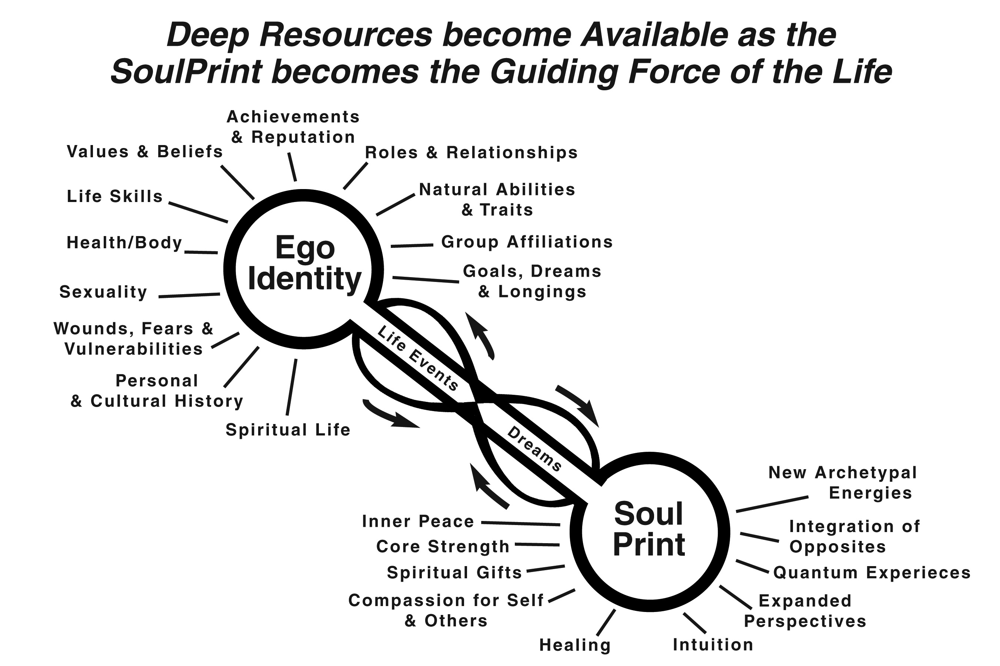 Deep Resources become Available as the
SoulPrint becomes the Guiding Force of the Life
Achievements
& Reputation
Values & Beliefs
Roles & Relationships
Life Skills
Natural Abilities
& Traits
Health/Body
Group Affiliations
Ego
Identity
Goals, Dreams
& Longings
Sexuality
Wounds, Fears &
Vulnerabilities
Personal
& Cultural History
Spiritual Life
Life Events
Dreams
Soul
Print
New Archetypal
Energies
Inner Peace
Integration of
Opposites
Core Strength
Spiritual Gifts
Quantum Experieces
Compassion for Self
& Others
Expanded
Perspectives
Healing
Intuition